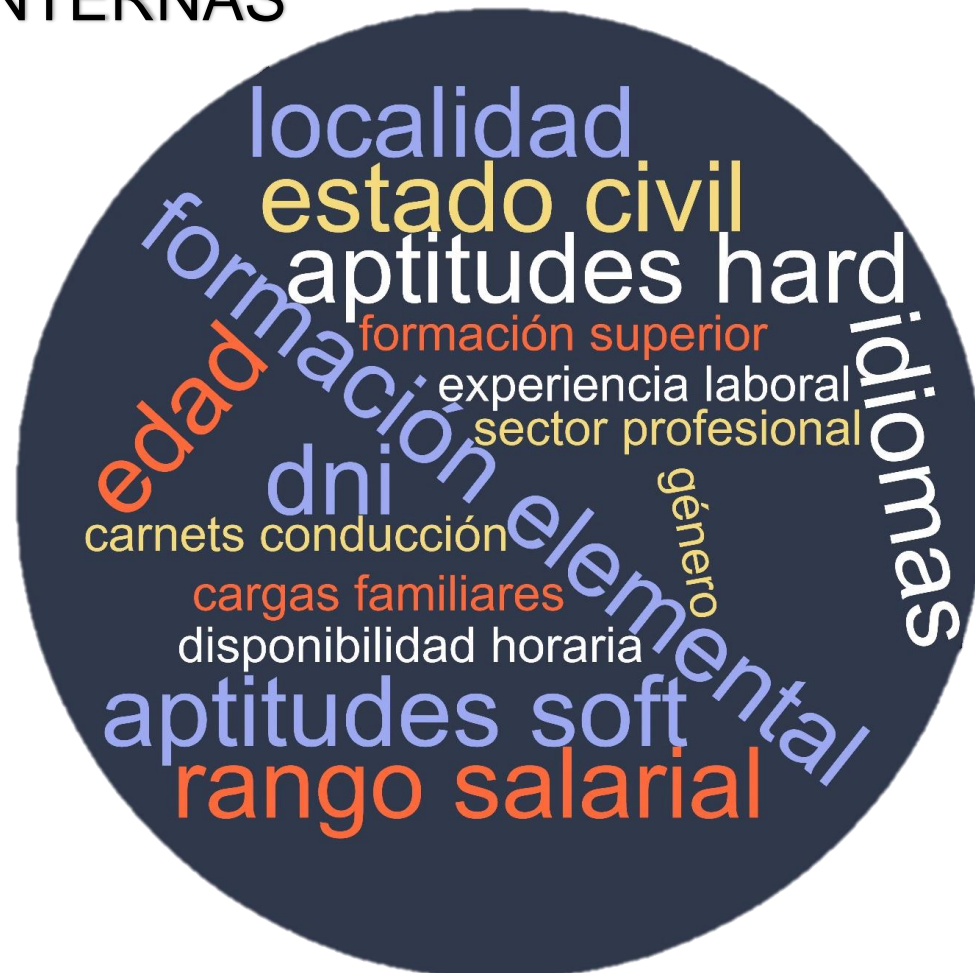 NTERNAS
localidad
estado civil
aptitudes hard
formación elemental
formación superior
idiomas
edad
experiencia laboral
sector profesional
dni
género
carnets conducción
cargas familiares
disponibilidad horaria
aptitudes soft
rango salarial